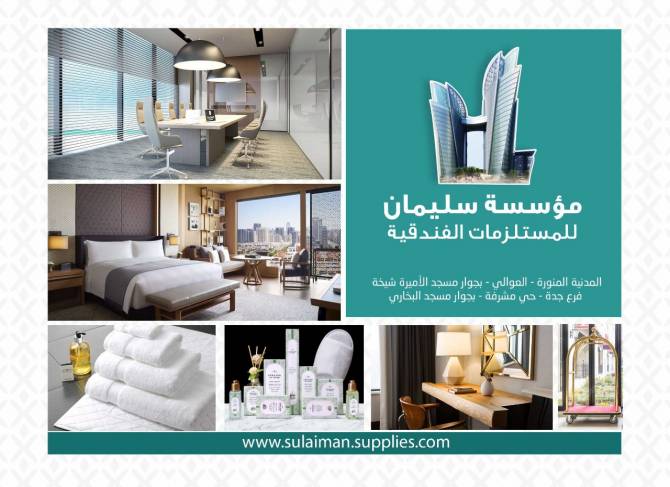 مؤسسة سليمان
للمستلزمات الفندقية
المدنية المنورة - العوالي - بجوار مسجد الأميرة شيخة
فرع جدة - حي مشرفة - بجوار مسجد البخاري
www.sulaiman.supplies.com